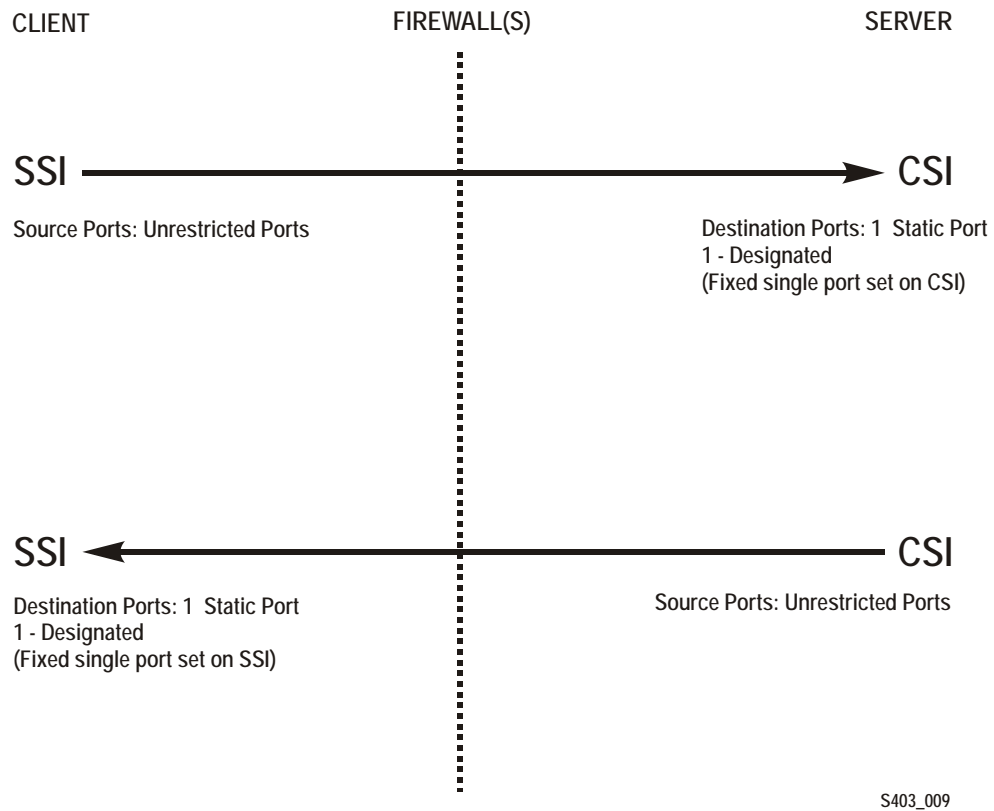 CLIENT
FIREWALL(S)
SERVER
SSI
CSI
Source Ports: Unrestricted Ports
Destination Ports: 1 Static Port
1 - Designated
(Fixed single port set on CSI)
SSI
CSI
Destination Ports: 1 Static Port
1 - Designated
(Fixed single port set on SSI)
Source Ports: Unrestricted Ports
S403_009